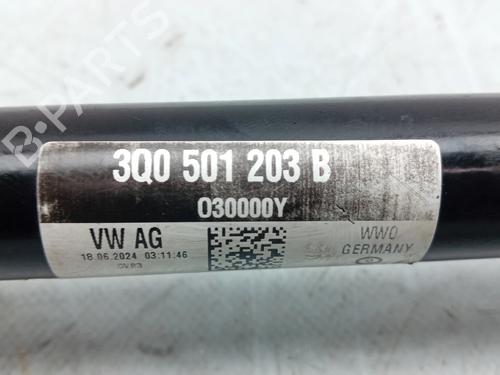 3Q0 501 203 B
030000Y
VW AG
18.06.2024 03:11:46
WWO
GERMANY
B-PARTS